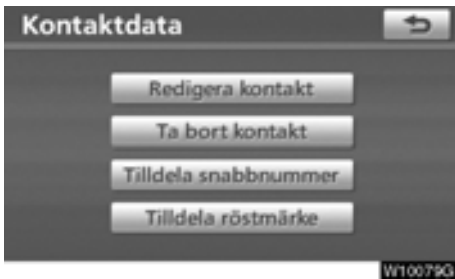 Kontaktdata
Redigera kontakt
Ta bort kontakt
Tilldela snabbnummer
Tilldela röstmärke
W10079G